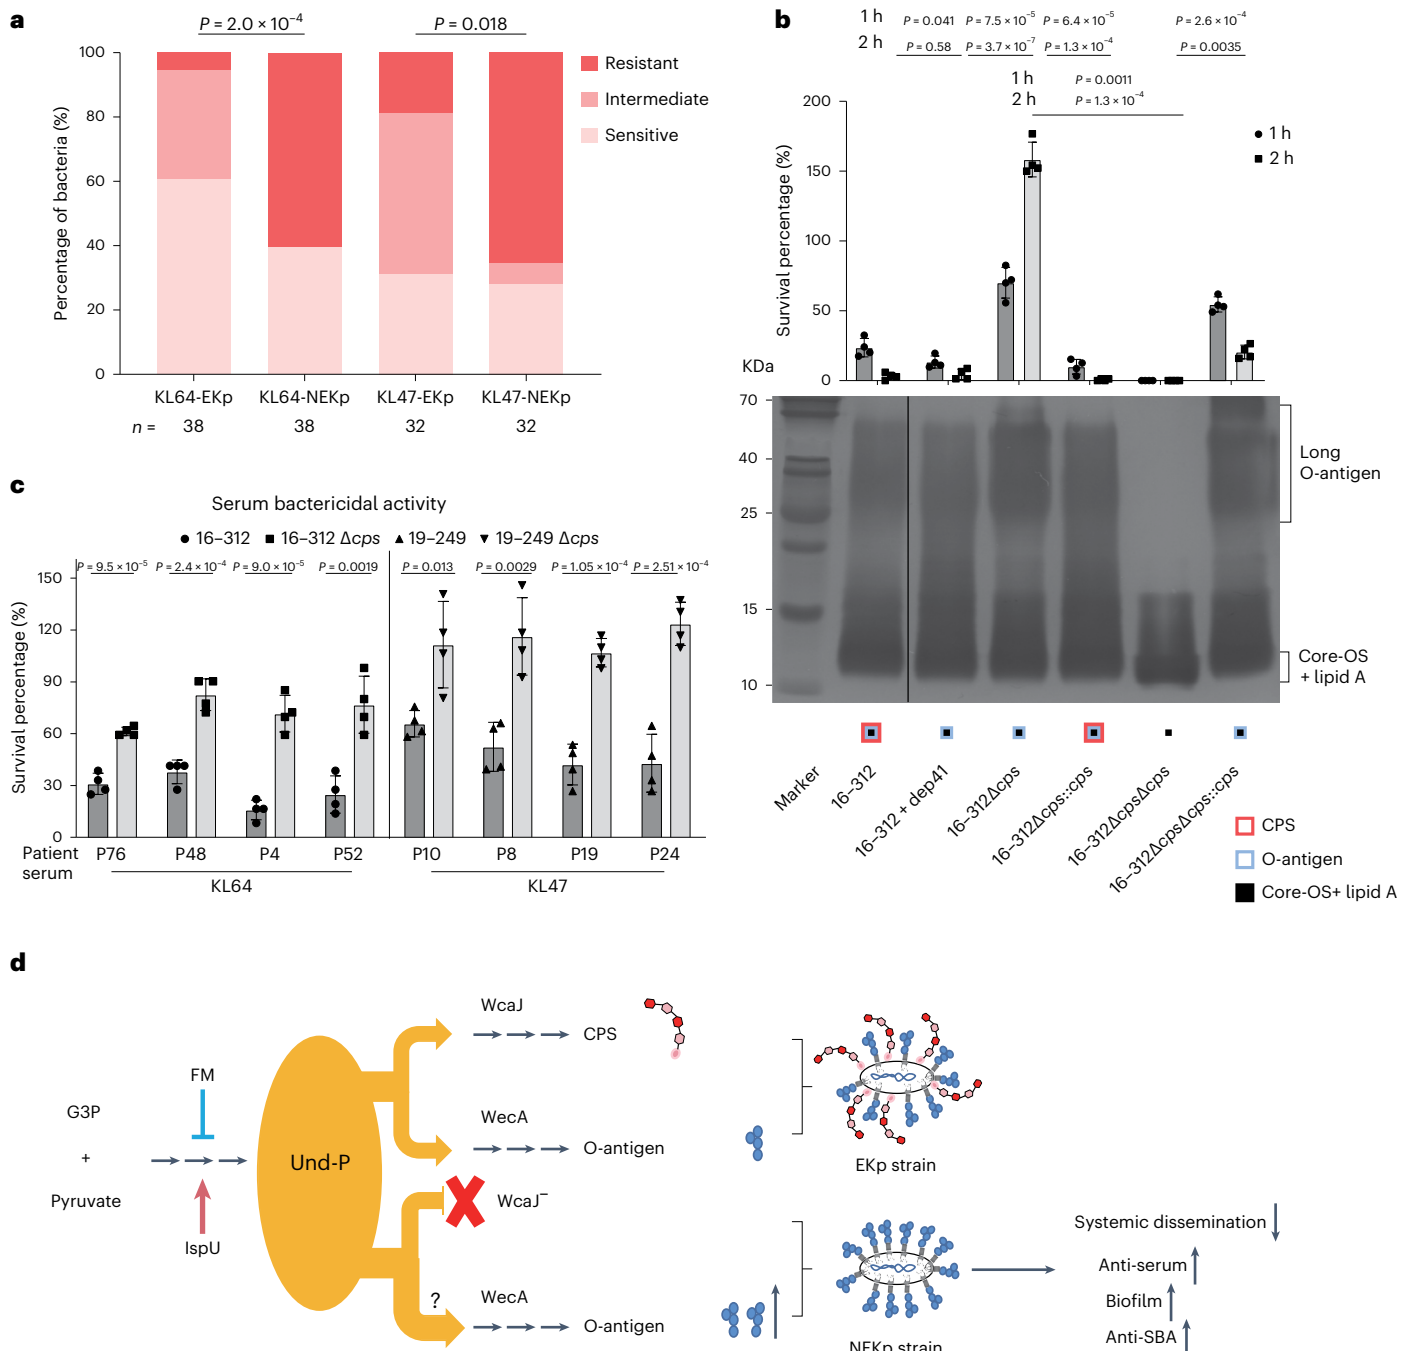 a
P = 2.0 × 10⁻⁴
P = 0.018
Percentage of bacteria (%)
100
80
60
40
20
0
Resistant
Intermediate
Sensitive
KL64-EKp
KL64-NEKp
KL47-EKp
KL47-NEKp
n =
38
38
32
32
b
1 h
P = 0.041
P = 7.5 × 10⁻⁵
P = 6.4 × 10⁻⁵
P = 2.6 × 10⁻⁴
2 h
P = 0.58
P = 3.7 × 10⁻⁷
P = 1.3 × 10⁻⁴
P = 0.0035
1 h
P = 0.0011
2 h
P = 1.3 × 10⁻⁴
Survival percentage (%)
200
150
100
50
0
1 h
2 h
KDa
70
40
25
15
10
Long
O-antigen
Core-OS
+ lipid A
Marker
16–312
16–312 + dep41
16–312Δcps
16–312Δcps::cps
16–312ΔcpsΔcps
16–312ΔcpsΔcps::cps
CPS
O-antigen
Core-OS+ lipid A
c
Serum bactericidal activity
16–312
16–312 Δcps
19–249
19–249 Δcps
P = 9.5 × 10⁻⁵
P = 2.4 × 10⁻⁴
P = 9.0 × 10⁻⁵
P = 0.0019
P = 0.013
P = 0.0029
P = 1.05 × 10⁻⁴
P = 2.51 × 10⁻⁴
Survival percentage (%)
150
120
90
60
30
0
Patient
serum
P76
P48
P4
P52
P10
P8
P19
P24
KL64
KL47
d
G3P
+
Pyruvate
FM
IspU
Und-P
WcaJ
CPS
WecA
O-antigen
WcaJ⁻
?
WecA
O-antigen
EKp strain
NEKp strain
Systemic dissemination
Anti-serum
Biofilm
Anti-SBA